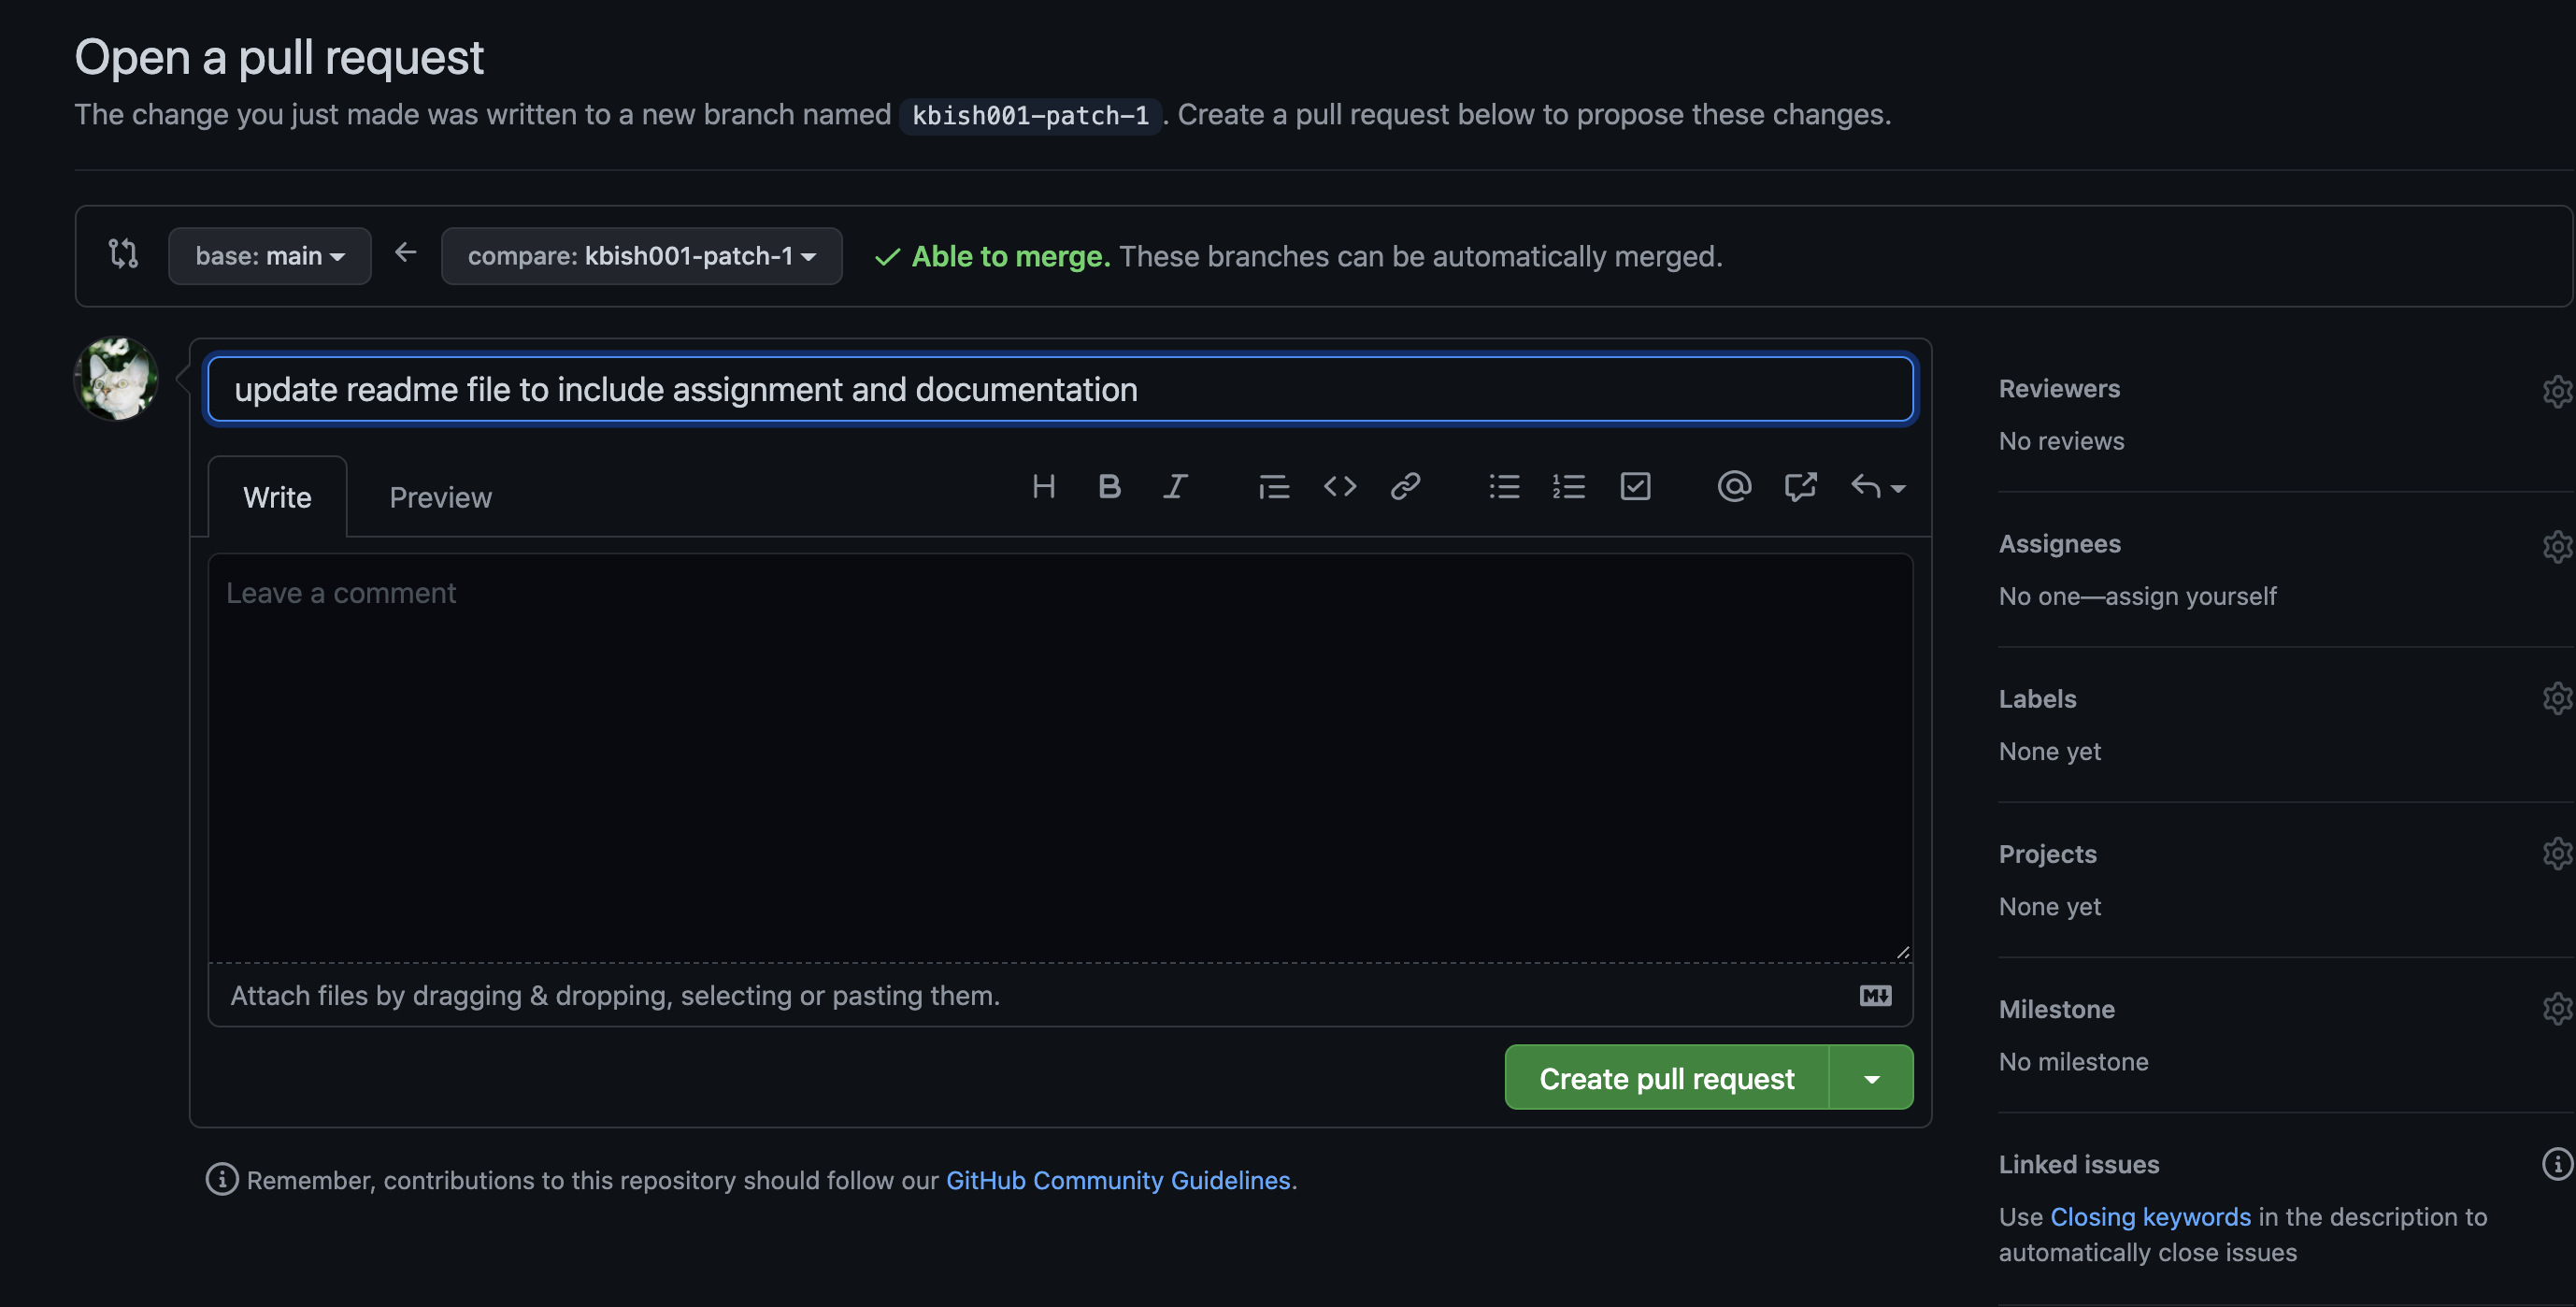 Open a pull request
The change you just made was written to a new branch named kbish001-patch-1. Create a pull request below to propose these changes.
base: main
compare: kbish001-patch-1
Able to merge. These branches can be automatically merged.
update readme file to include assignment and documentation
Write
Preview
Leave a comment
Attach files by dragging & dropping, selecting or pasting them.
Create pull request
Remember, contributions to this repository should follow our GitHub Community Guidelines.
Reviewers
No reviews
Assignees
No one—assign yourself
Labels
None yet
Projects
None yet
Milestone
No milestone
Linked issues
Use Closing keywords in the description to
automatically close issues